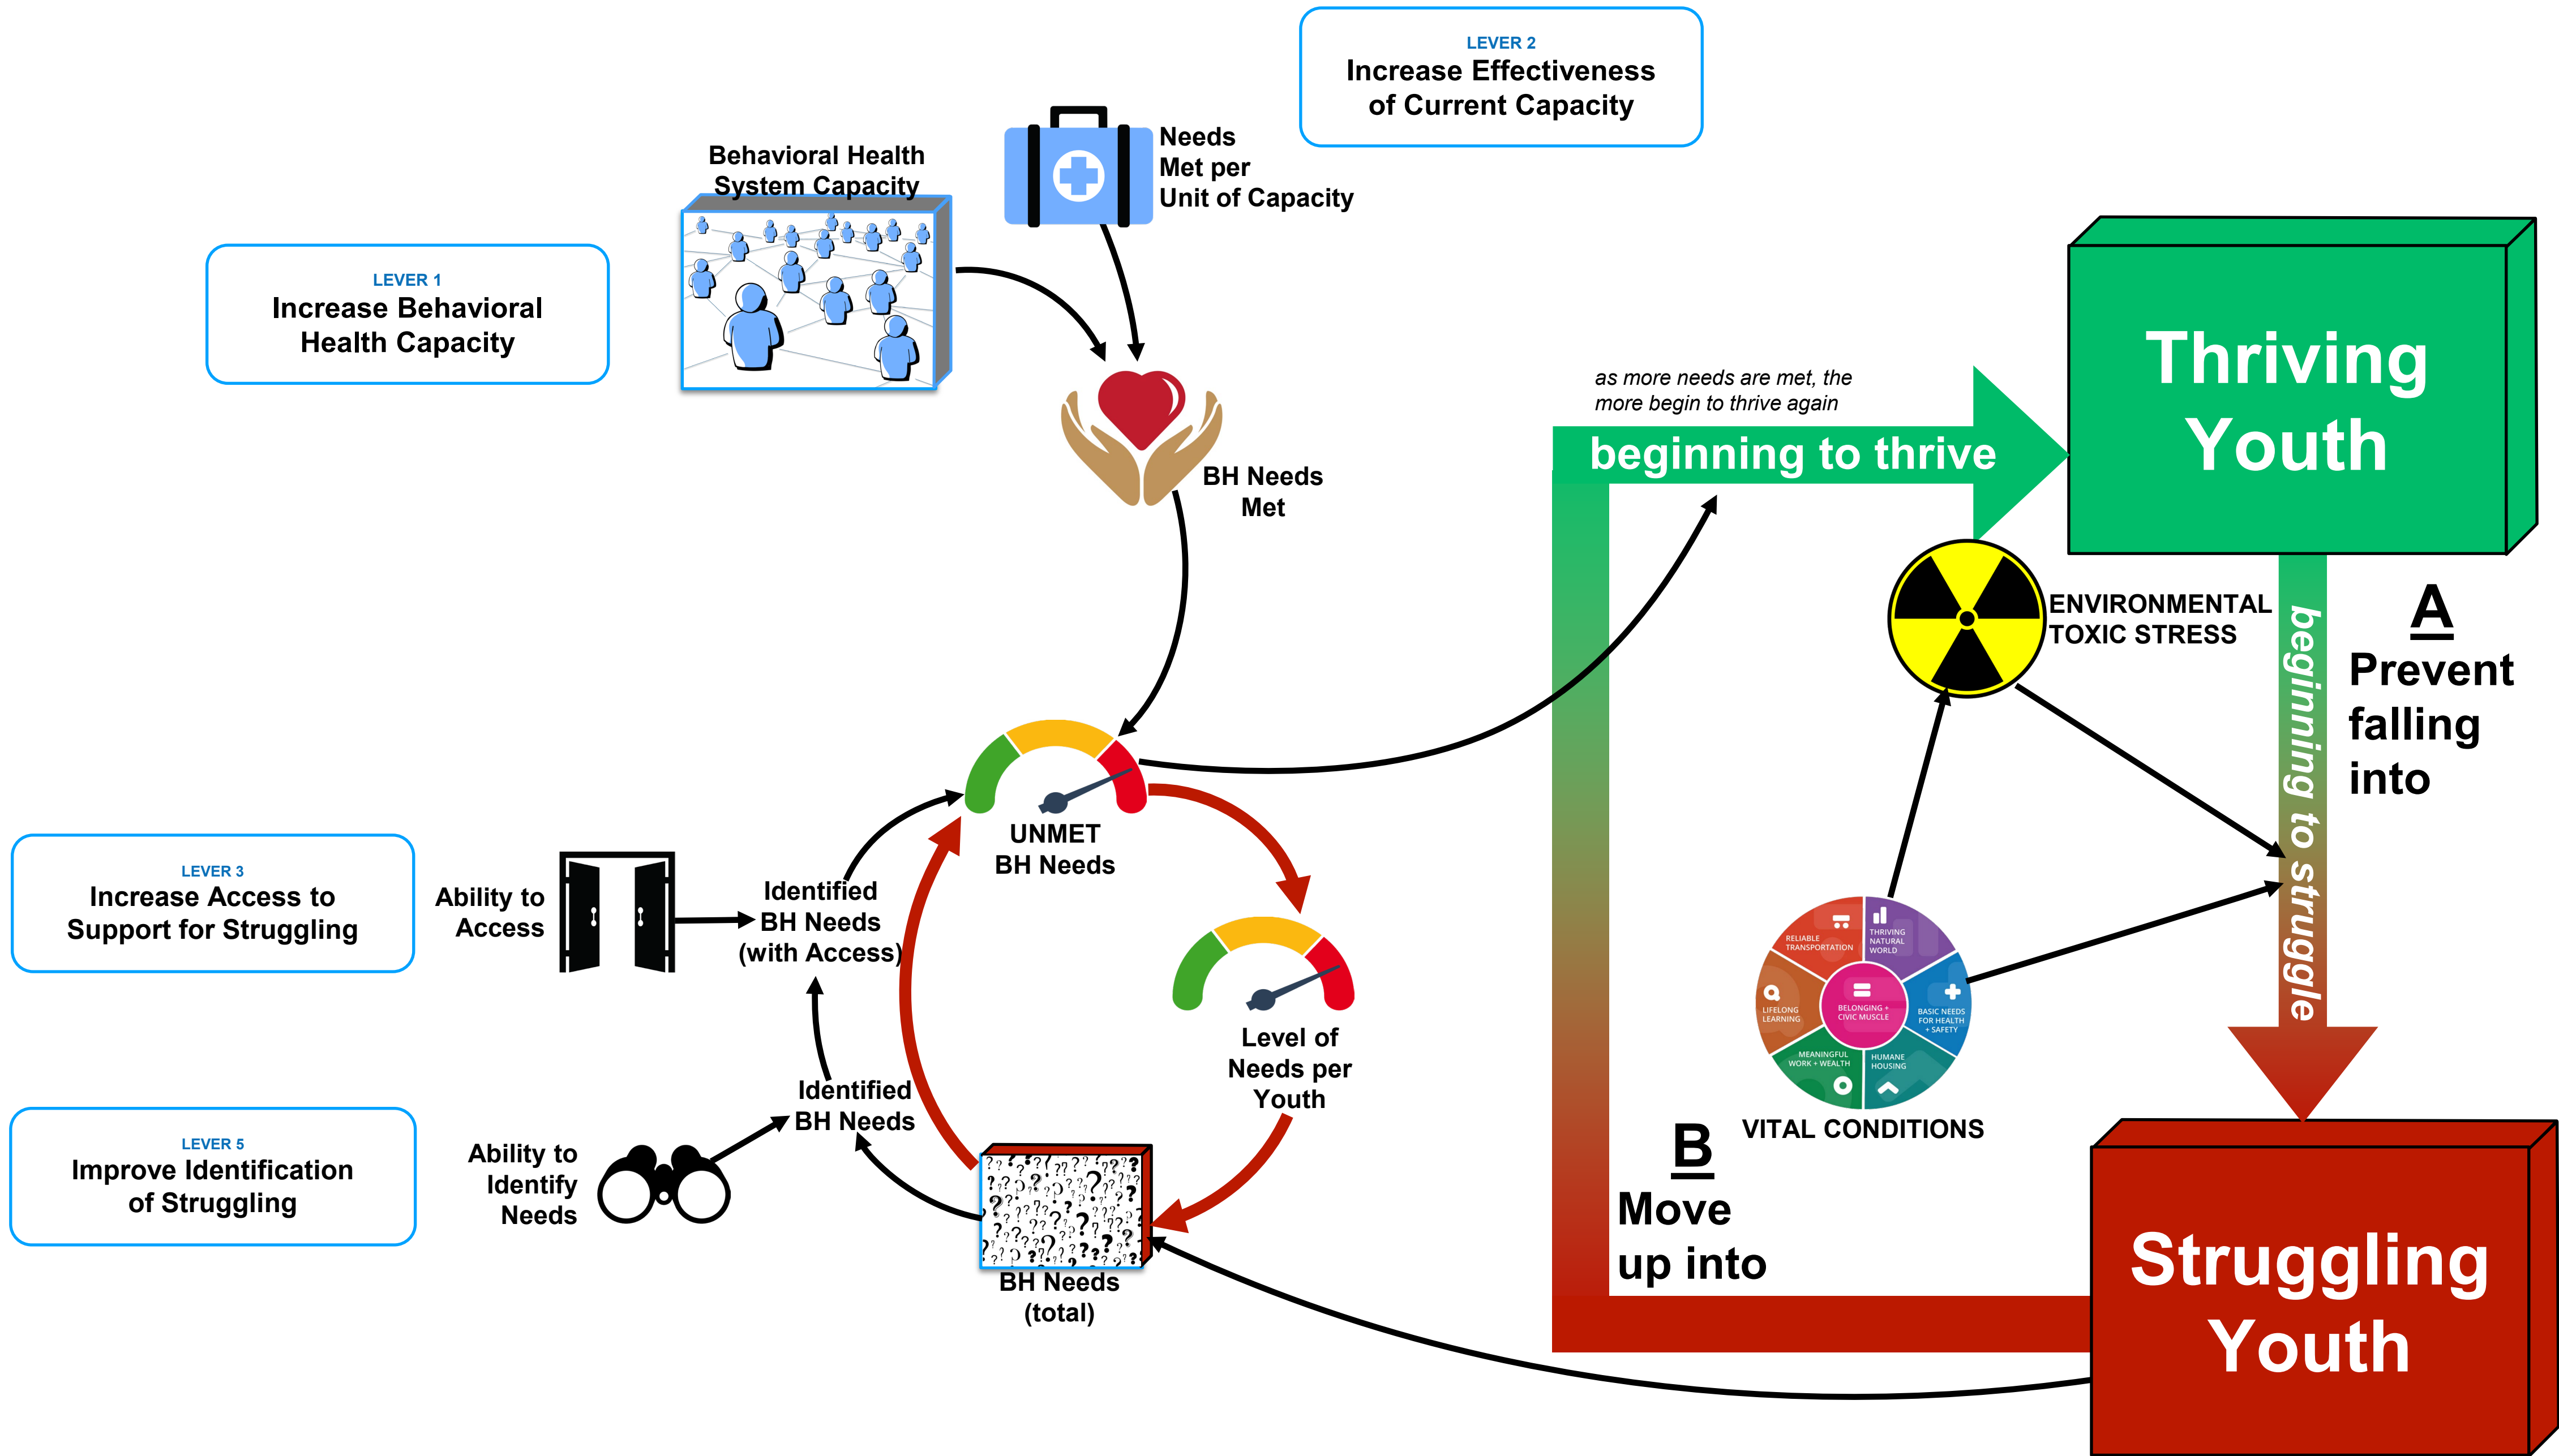 LEVER 2
Increase Effectiveness
of Current Capacity
Needs
Met per
Unit of Capacity
Behavioral Health
System Capacity
LEVER 1
Increase Behavioral
Health Capacity
BH Needs
Met
as more needs are met, the
more begin to thrive again
beginning to thrive
Thriving
Youth
ENVIRONMENTAL
TOXIC STRESS
A
Prevent
falling
into
beginning to struggle
UNMET
BH Needs
LEVER 3
Increase Access to
Support for Struggling
Ability to
Access
Identified
BH Needs
(with Access)
Level of
Needs per
Youth
RELIABLE
TRANSPORTATION
THRIVING
NATURAL
WORLD
LIFELONG
LEARNING
BELONGING +
CIVIC MUSCLE
BASIC NEEDS
FOR HEALTH
+ SAFETY
MEANINGFUL
WORK + WEALTH
HUMANE
HOUSING
VITAL CONDITIONS
LEVER 5
Improve Identification
of Struggling
Ability to
Identify
Needs
Identified
BH Needs
BH Needs
(total)
B
Move
up into
Struggling
Youth